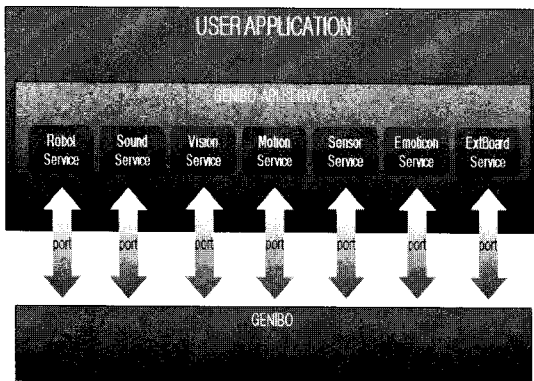 USER APPLICATION
GENIBO API SERVICE
Robot Service
Sound Service
Vision Service
Motion Service
Sensor Service
Emoticon Service
ExtBoard Service
port port port port port port port
GENIBO